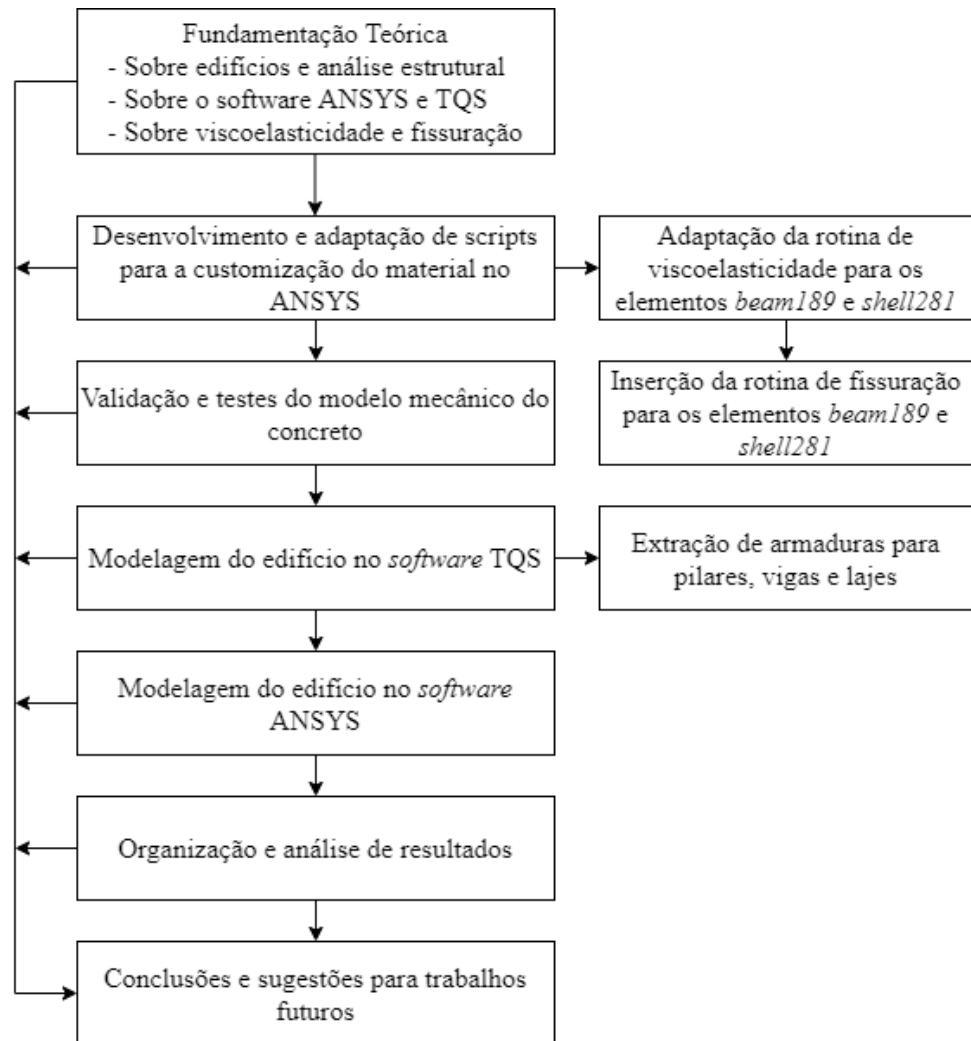 Fundamentação Teórica
- Sobre edifícios e análise estrutural
- Sobre o software ANSYS e TQS
- Sobre viscoelasticidade e fissuração
Desenvolvimento e adaptação de scripts
para a customização do material no
ANSYS
Adaptação da rotina de
viscoelasticidade para os
elementos beam189 e shell281
Validação e testes do modelo mecânico do
concreto
Inserção da rotina de fissuração
para os elementos beam189 e
shell281
Modelagem do edifício no software TQS
Extração de armaduras para
pilares, vigas e lajes
Modelagem do edifício no software
ANSYS
Organização e análise de resultados
Conclusões e sugestões para trabalhos
futuros